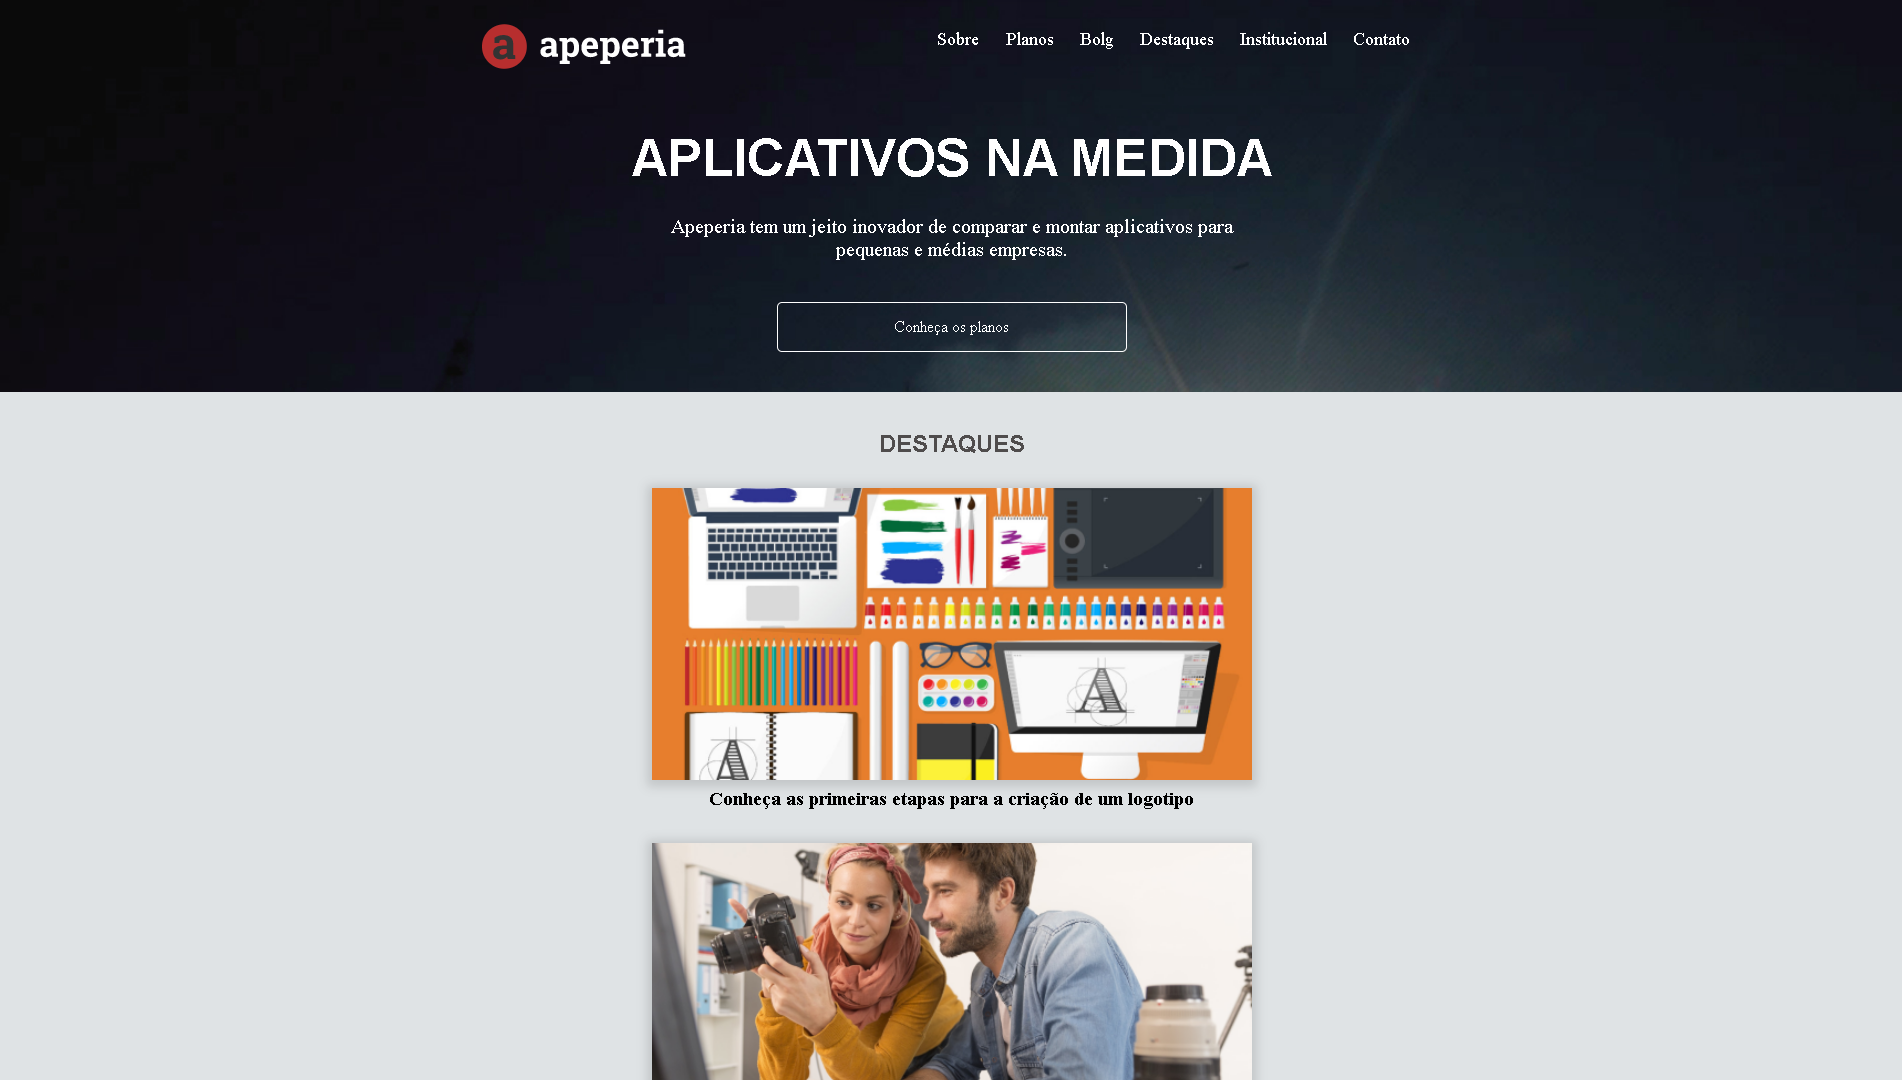 a apeperia
Sobre Planos Bolg Destaques Institucional Contato
APLICATIVOS NA MEDIDA
Apeperia tem um jeito inovador de comparar e montar aplicativos para
pequenas e médias empresas.
Conheça os planos
DESTAQUES
A
A
Conheça as primeiras etapas para a criação de um logotipo